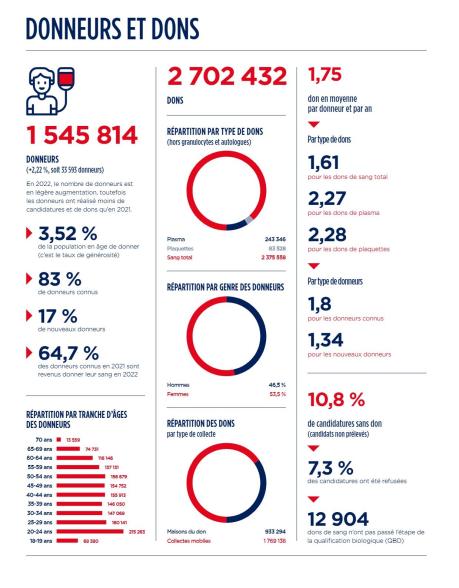 DONNEURS ET DONS
1 545 814
DONNEURS
(+2,22 %, soit 33 593 donneurs)
En 2022, le nombre de donneurs est
en légère augmentation, toutefois
les donneurs ont réalisé moins de
candidatures et de dons qu'en 2021.
3,52 %
de la population en âge de donner
(c'est le taux de générosité)
83 %
de donneurs connus
17 %
de nouveaux donneurs
64,7 %
des donneurs connus en 2021 sont
revenus donner leur sang en 2022
RÉPARTITION PAR TRANCHE D'ÂGES
DES DONNEURS
70 ans 13 559
65-69 ans 74 731
60-64 ans 116 146
55-59 ans 137 131
50-54 ans 158 679
45-49 ans 154 752
40-44 ans 155 913
35-39 ans 146 050
30-34 ans 147 069
25-29 ans 160 141
20-24 ans 215 263
18-19 ans 69 380
2 702 432
DONS
RÉPARTITION PAR TYPE DE DONS
(hors granulocytes et autologues)
Plasma 243 346
Plaquettes 83 528
Sang total 2 375 558
RÉPARTITION PAR GENRE DES DONNEURS
Hommes 46,5 %
Femmes 53,5 %
RÉPARTITION DES DONS
par type de collecte
Maisons du don 933 294
Collectes mobiles 1 769 138
1,75
don en moyenne
par donneur et par an
Par type de dons
1,61
pour les dons de sang total
2,27
pour les dons de plasma
2,28
pour les dons de plaquettes
Par type de donneurs
1,8
pour les donneurs connus
1,34
pour les nouveaux donneurs
10,8 %
de candidatures sans don
(candidats non prélevés)
7,3 %
des candidatures ont été refusées
12 904
dons de sang n'ont pas passé l'étape de
la qualification biologique (QBD)